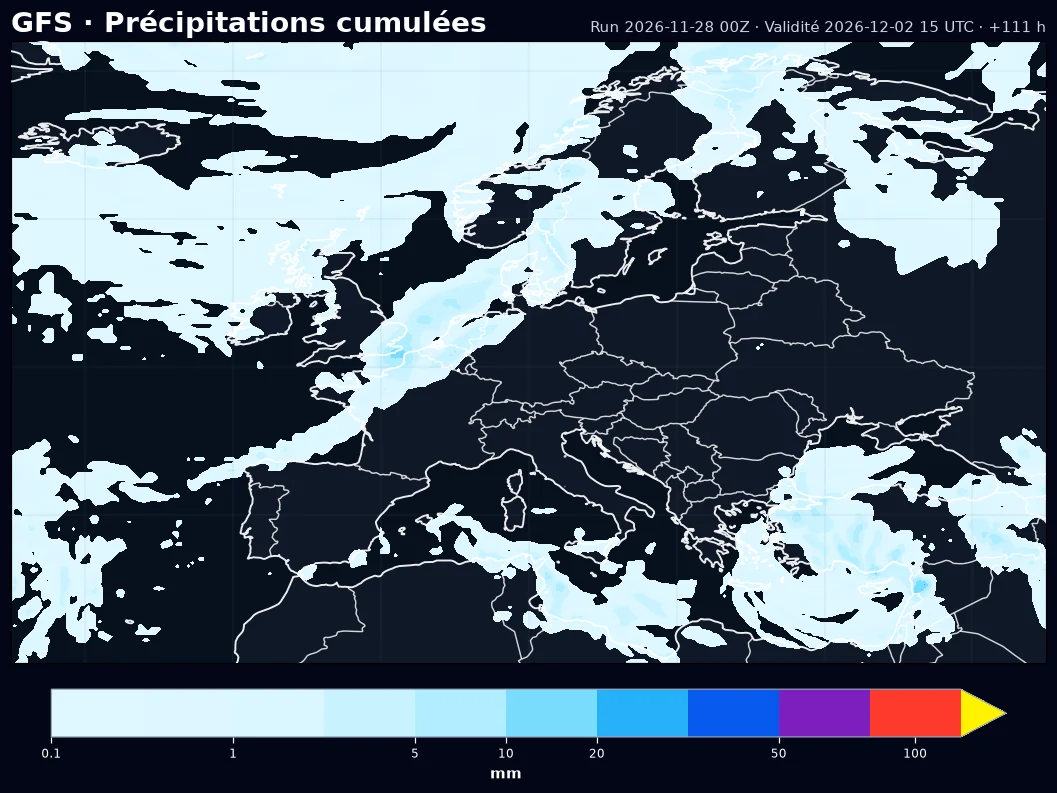 GFS · Précipitations cumulées
Run 2026-11-28 00Z · Validité 2026-12-02 15 UTC · +111 h
0.1 1 5 10 20 50 100
mm